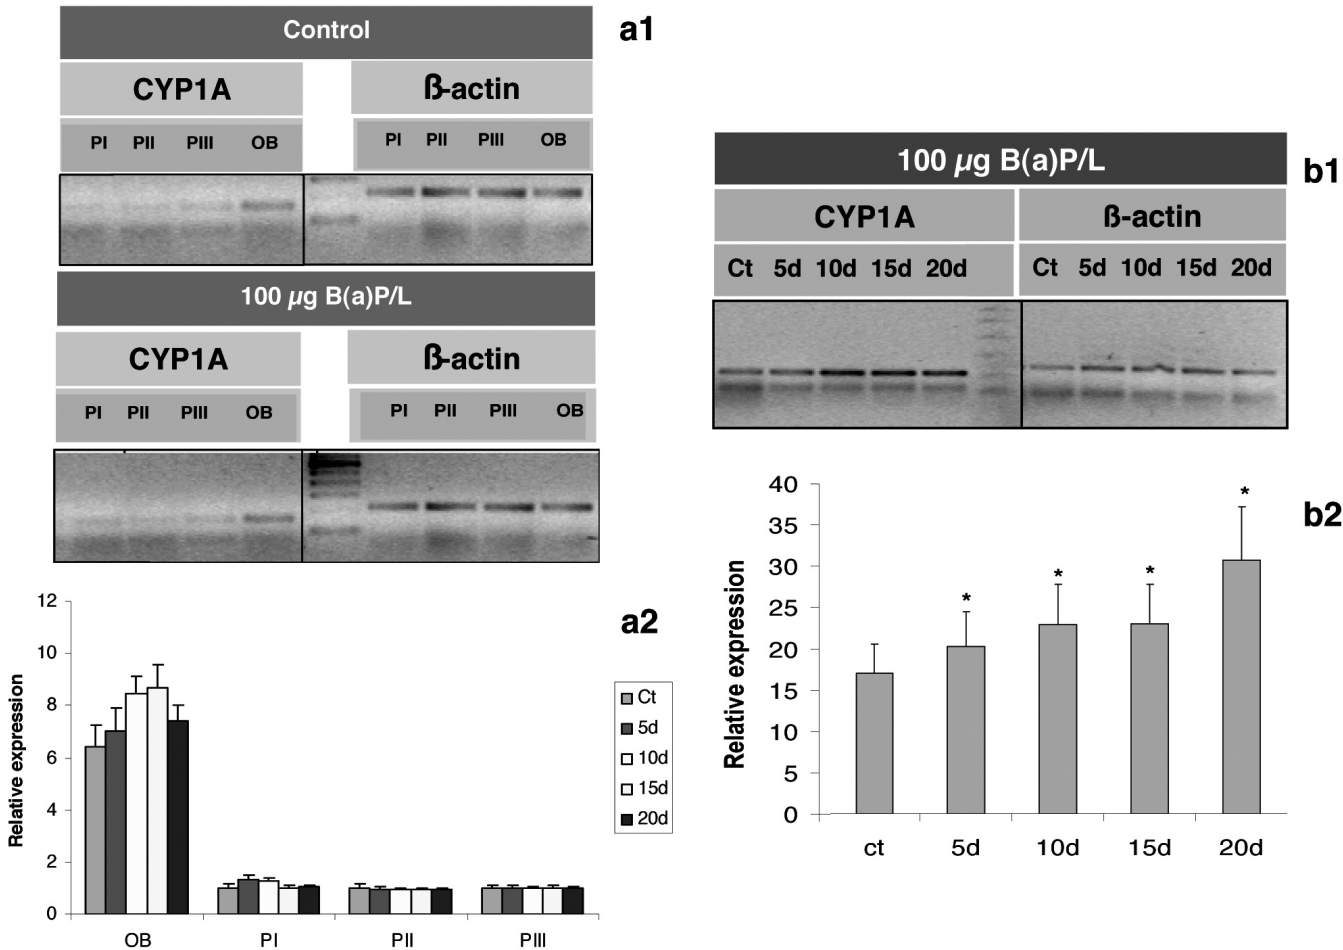 Control
a1
CYP1A ß-actin
PI PII PIII OB PI PII PIII OB
100 µg B(a)P/L
CYP1A ß-actin
PI PII PIII OB PI PII PIII OB
12
10
8
6
4
2
0
Relative expression
OB PI PII PIII
a2
Ct
5d
10d
15d
20d
100 µg B(a)P/L
b1
CYP1A ß-actin
Ct 5d 10d 15d 20d Ct 5d 10d 15d 20d
b2
40
35
30
25
20
15
10
5
0
Relative expression
* * * *
ct 5d 10d 15d 20d